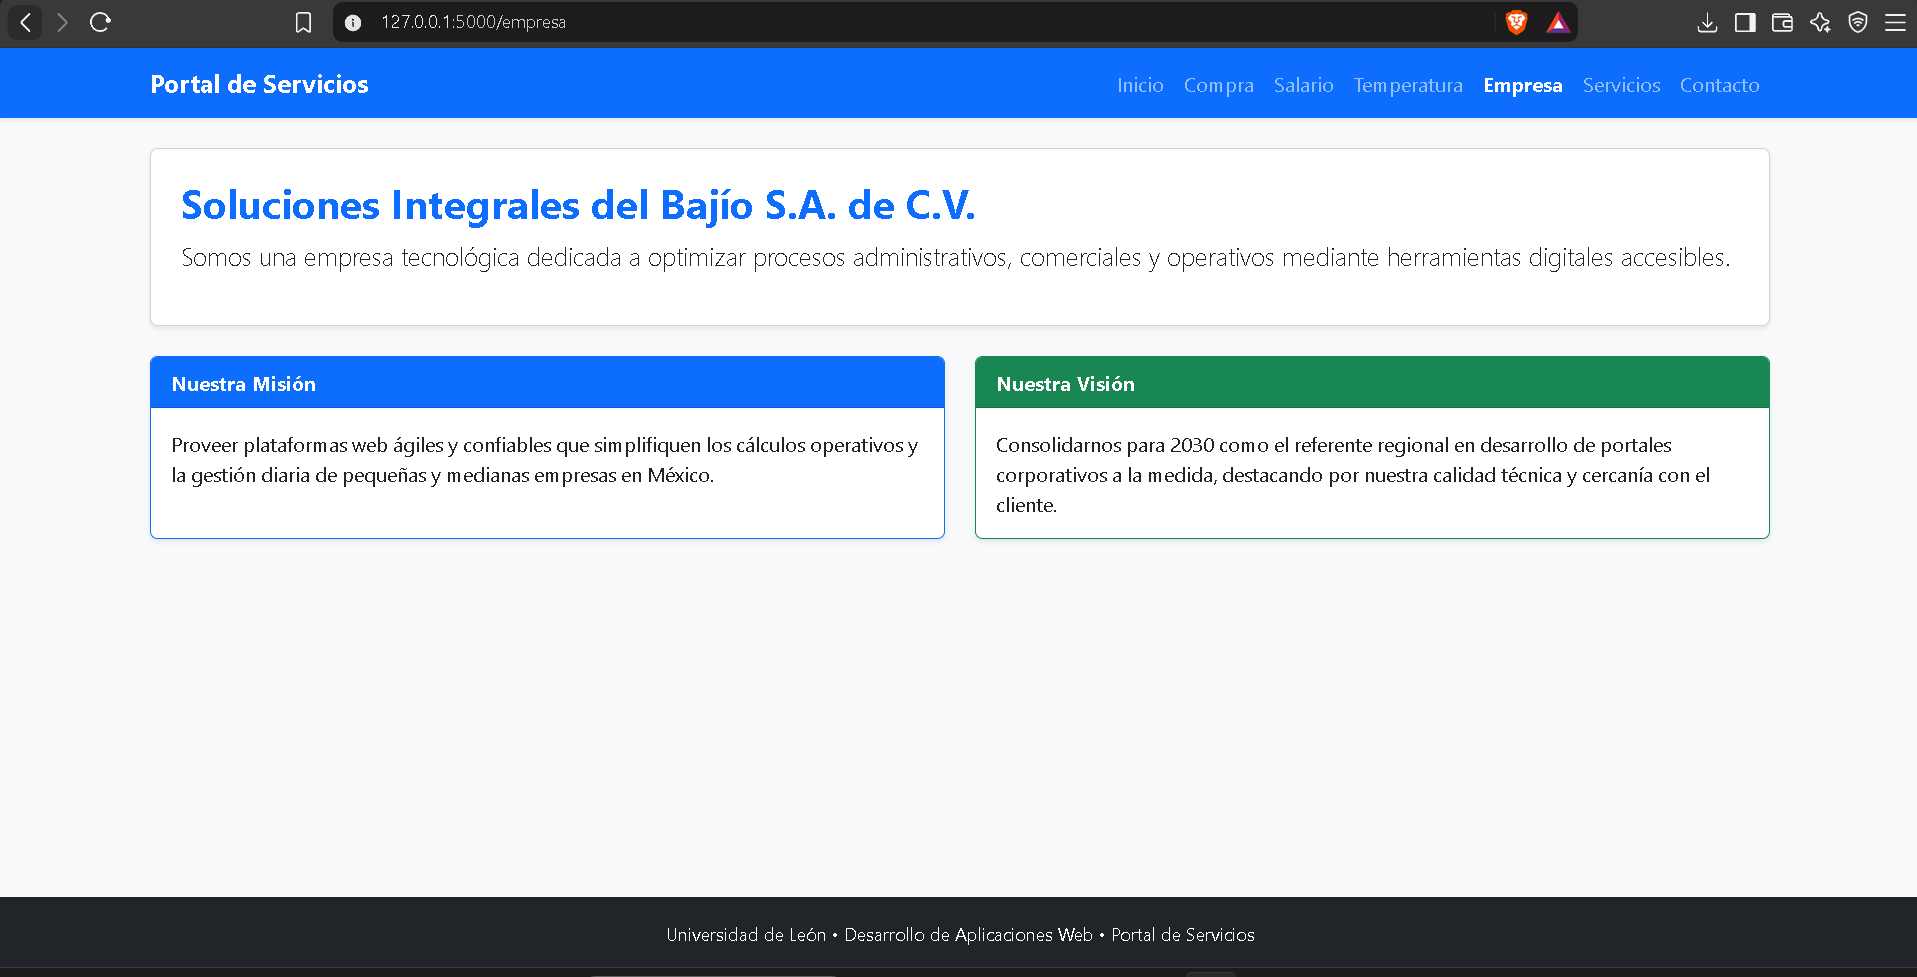 127.0.0.1:5000/empresa
Portal de Servicios
Inicio Compra Salario Temperatura Empresa Servicios Contacto
Soluciones Integrales del Bajío S.A. de C.V.
Somos una empresa tecnológica dedicada a optimizar procesos administrativos, comerciales y operativos mediante herramientas digitales accesibles.
Nuestra Misión
Proveer plataformas web ágiles y confiables que simplifiquen los cálculos operativos y
la gestión diaria de pequeñas y medianas empresas en México.
Nuestra Visión
Consolidarnos para 2030 como el referente regional en desarrollo de portales
corporativos a la medida, destacando por nuestra calidad técnica y cercanía con el
cliente.
Universidad de León • Desarrollo de Aplicaciones Web • Portal de Servicios